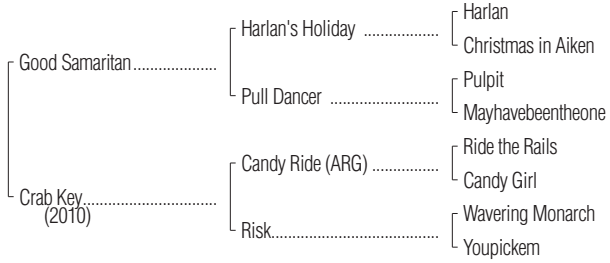 Harlan
Harlan's Holiday ..................
Christmas in Aiken
Good Samaritan....................
Pulpit
Pull Dancer ..........................
Mayhavebeentheone
Ride the Rails
Candy Ride (ARG) ................
Candy Girl
Crab Key................................
(2010)
Wavering Monarch
Risk........................................
Youpickem